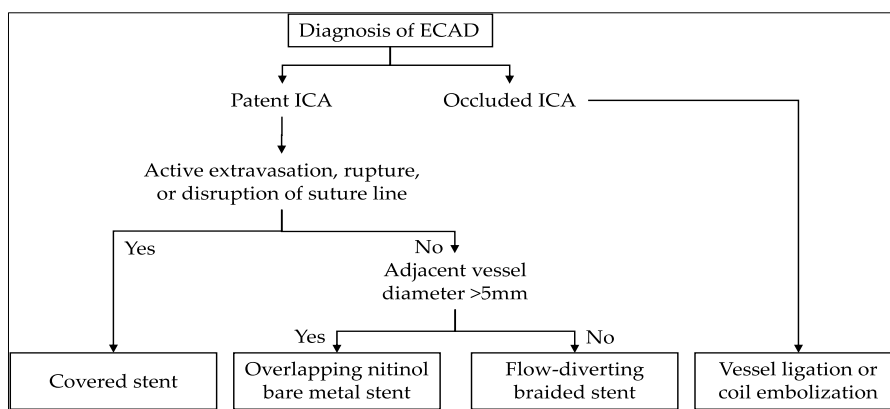 Diagnosis of ECAD
Patent ICA
Occluded ICA
Active extravasation, rupture,
or disruption of suture line
Yes
No
Adjacent vessel
diameter >5mm
Yes
No
Covered stent
Overlapping nitinol
bare metal stent
Flow-diverting
braided stent
Vessel ligation or
coil embolization